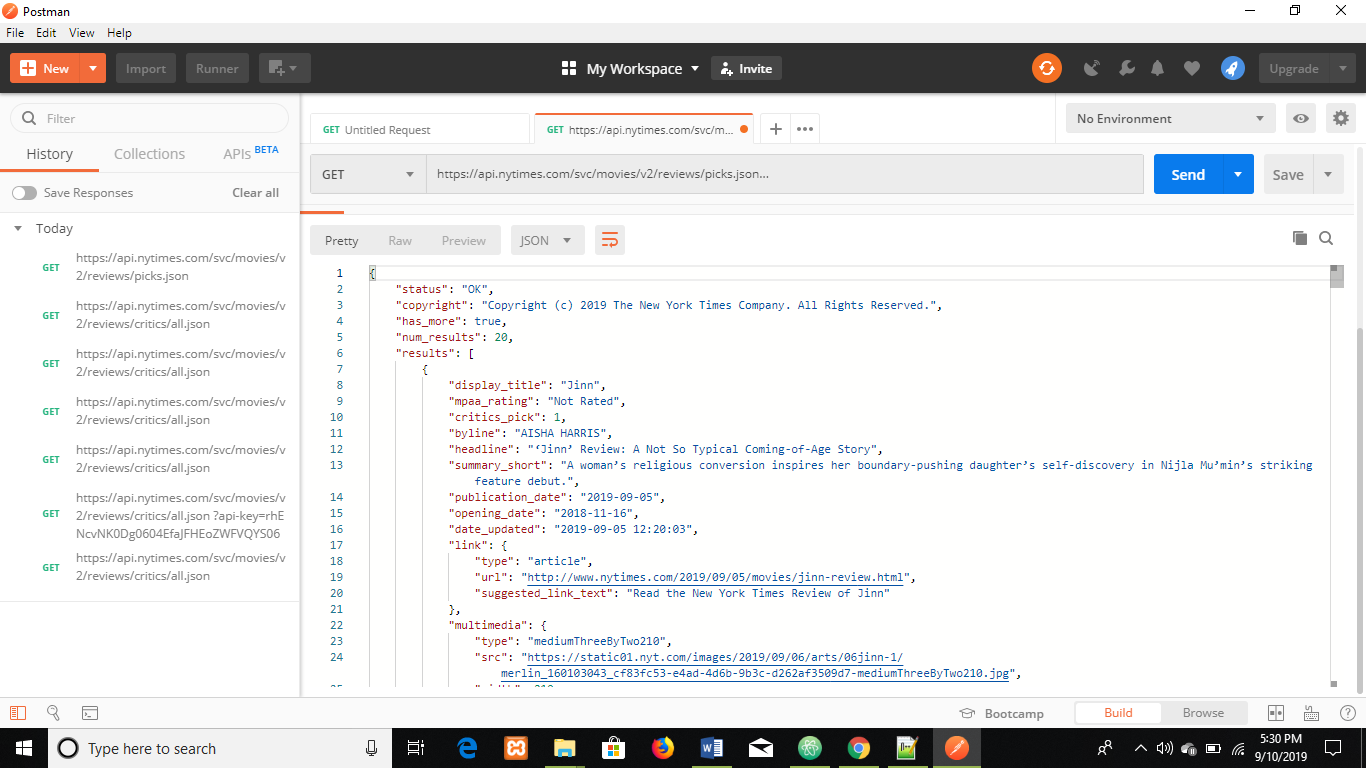 Postman
File Edit View Help
New
Import
Runner
My Workspace
Invite
Upgrade
Filter
History
Collections
APIs BETA
Save Responses
Clear all
Today
GET https://api.nytimes.com/svc/movies/v
2/reviews/picks.json
GET https://api.nytimes.com/svc/movies/v
2/reviews/critics/all.json
GET https://api.nytimes.com/svc/movies/v
2/reviews/critics/all.json
GET https://api.nytimes.com/svc/movies/v
2/reviews/critics/all.json
GET https://api.nytimes.com/svc/movies/v
2/reviews/critics/all.json
GET https://api.nytimes.com/svc/movies/v
2/reviews/critics/all.json ?api-key=rhE
NcvNK0Dg0604EfaJFHEoZWFVQYS06
GET https://api.nytimes.com/svc/movies/v
2/reviews/critics/all.json
GET Untitled Request
GET https://api.nytimes.com/svc/m...
No Environment
GET
https://api.nytimes.com/svc/movies/v2/reviews/picks.json...
Send
Save
Pretty
Raw
Preview
JSON
1 {
2 "status": "OK",
3 "copyright": "Copyright (c) 2019 The New York Times Company. All Rights Reserved.",
4 "has_more": true,
5 "num_results": 20,
6 "results": [
7 {
8 "display_title": "Jinn",
9 "mpaa_rating": "Not Rated",
10 "critics_pick": 1,
11 "byline": "AISHA HARRIS",
12 "headline": "‘Jinn’ Review: A Not So Typical Coming-of-Age Story",
13 "summary_short": "A woman’s religious conversion inspires her boundary-pushing daughter’s self-discovery in Nijla Mu’min’s striking
feature debut.",
14 "publication_date": "2019-09-05",
15 "opening_date": "2018-11-16",
16 "date_updated": "2019-09-05 12:20:03",
17 "link": {
18 "type": "article",
19 "url": "http://www.nytimes.com/2019/09/05/movies/jinn-review.html",
20 "suggested_link_text": "Read the New York Times Review of Jinn"
21 },
22 "multimedia": {
23 "type": "mediumThreeByTwo210",
24 "src": "https://static01.nyt.com/images/2019/09/06/arts/06jinn-1/
merlin_160103043_cf83fc53-e4ad-4d6b-9b3c-d262af3509d7-mediumThreeByTwo210.jpg",
Bootcamp
Build
Browse
Type here to search
5:30 PM
9/10/2019